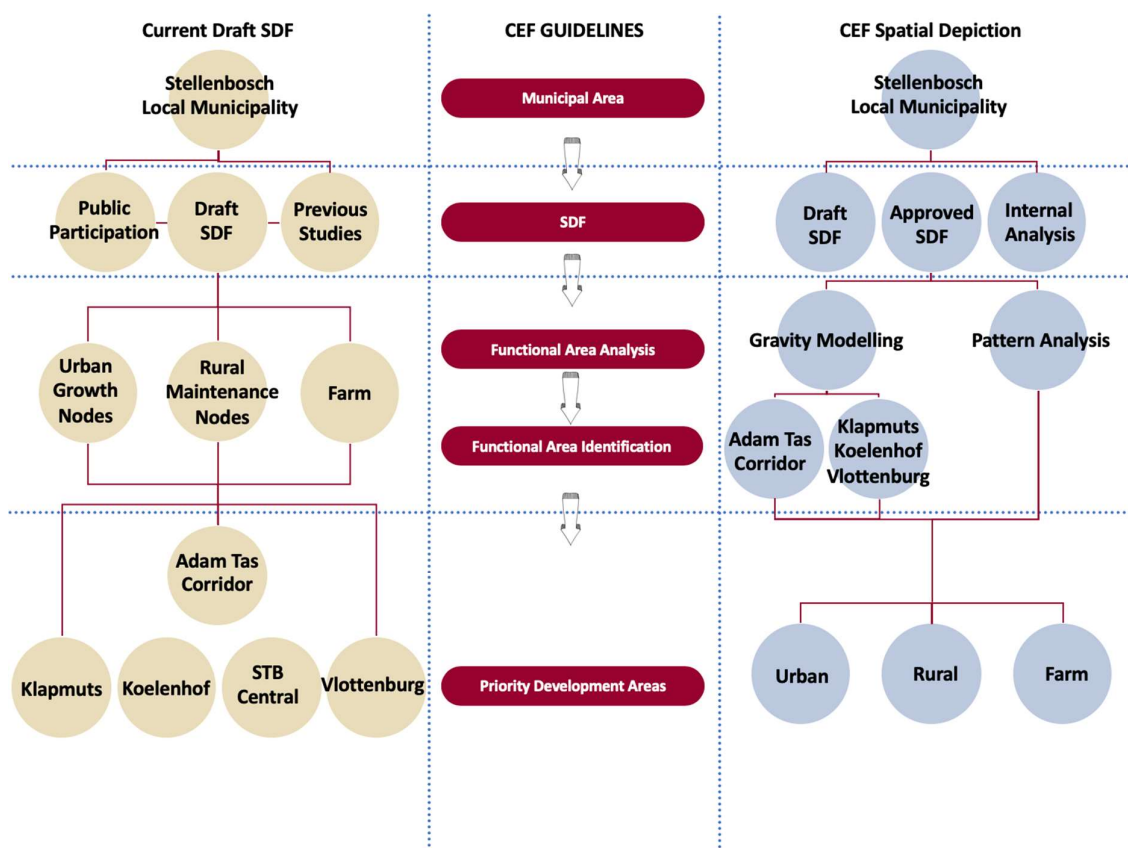 Current Draft SDF
CEF GUIDELINES
CEF Spatial Depiction
Stellenbosch
Local Municipality
Municipal Area
Stellenbosch
Local Municipality
Public
Participation
Draft
SDF
Previous
Studies
SDF
Draft
SDF
Approved
SDF
Internal
Analysis
Urban
Growth
Nodes
Rural
Maintenance
Nodes
Farm
Functional Area Analysis
Gravity Modelling
Pattern Analysis
Functional Area Identification
Adam Tas
Corridor
Klapmuts
Koelenhof
Vlottenburg
Adam Tas
Corridor
Klapmuts
Koelenhof
STB
Central
Vlottenburg
Priority Development Areas
Urban
Rural
Farm